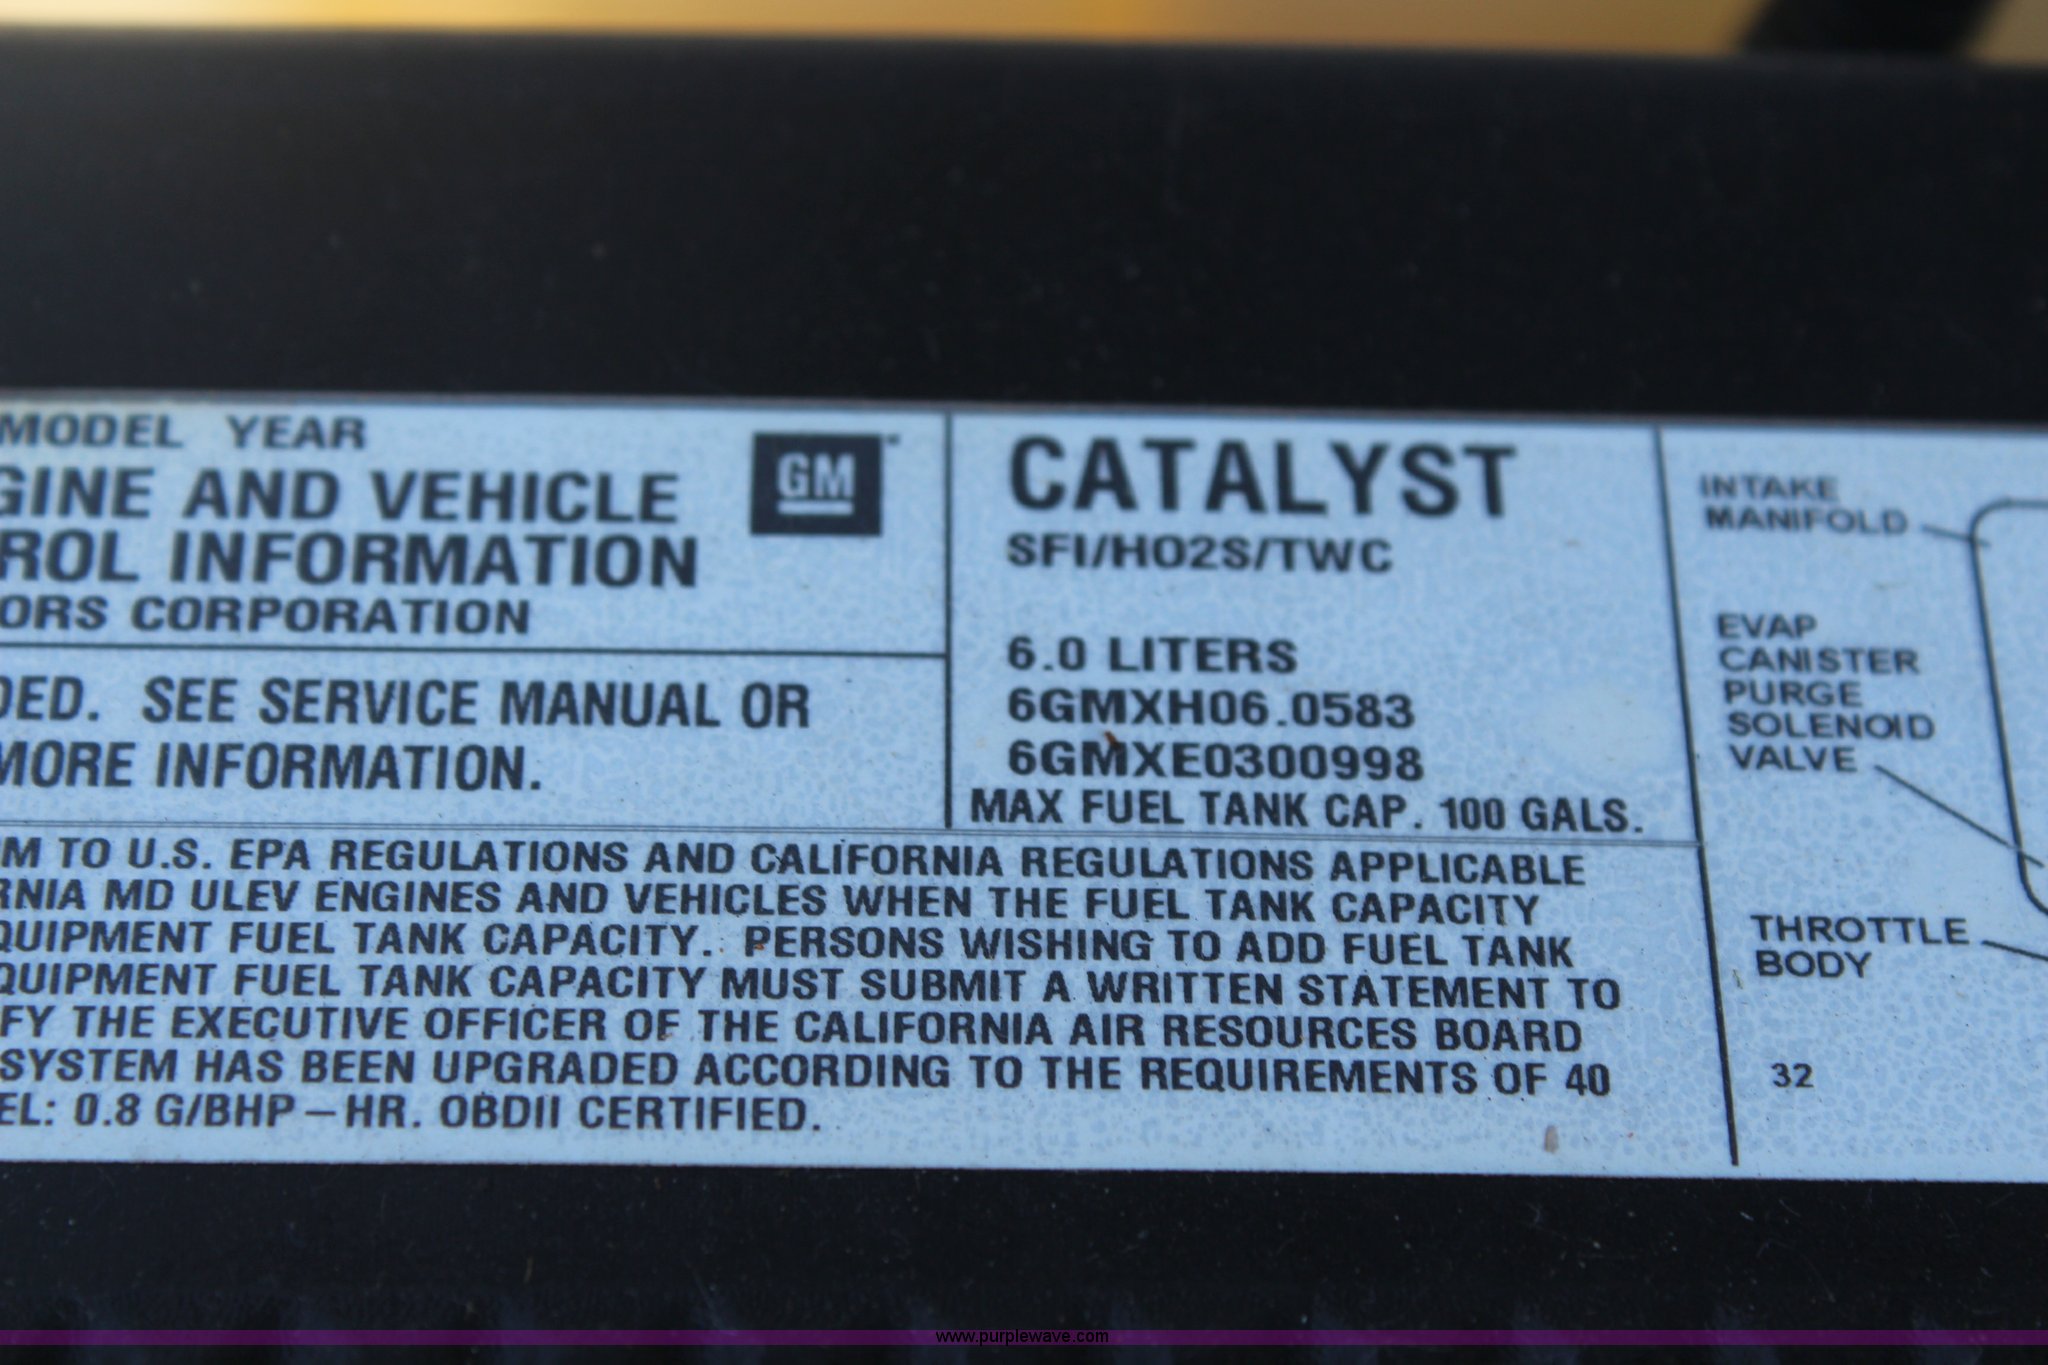 MODEL YEAR
GINE AND VEHICLE
ROL INFORMATION
ORS CORPORATION
GM
DED. SEE SERVICE MANUAL OR
MORE INFORMATION.
CATALYST
SFI/HO2S/TWC
6.0 LITERS
6GMXH06.0583
6GMXE0300998
MAX FUEL TANK CAP. 100 GALS.
M TO U.S. EPA REGULATIONS AND CALIFORNIA REGULATIONS APPLICABLE
RNIA MD ULEV ENGINES AND VEHICLES WHEN THE FUEL TANK CAPACITY
QUIPMENT FUEL TANK CAPACITY. PERSONS WISHING TO ADD FUEL TANK
QUIPMENT FUEL TANK CAPACITY MUST SUBMIT A WRITTEN STATEMENT TO
FY THE EXECUTIVE OFFICER OF THE CALIFORNIA AIR RESOURCES BOARD
SYSTEM HAS BEEN UPGRADED ACCORDING TO THE REQUIREMENTS OF 40
EL: 0.8 G/BHP-HR. OBDII CERTIFIED.
INTAKE
MANIFOLD
EVAP
CANISTER
PURGE
SOLENOID
VALVE
THROTTLE
BODY
32
www.purplewave.com